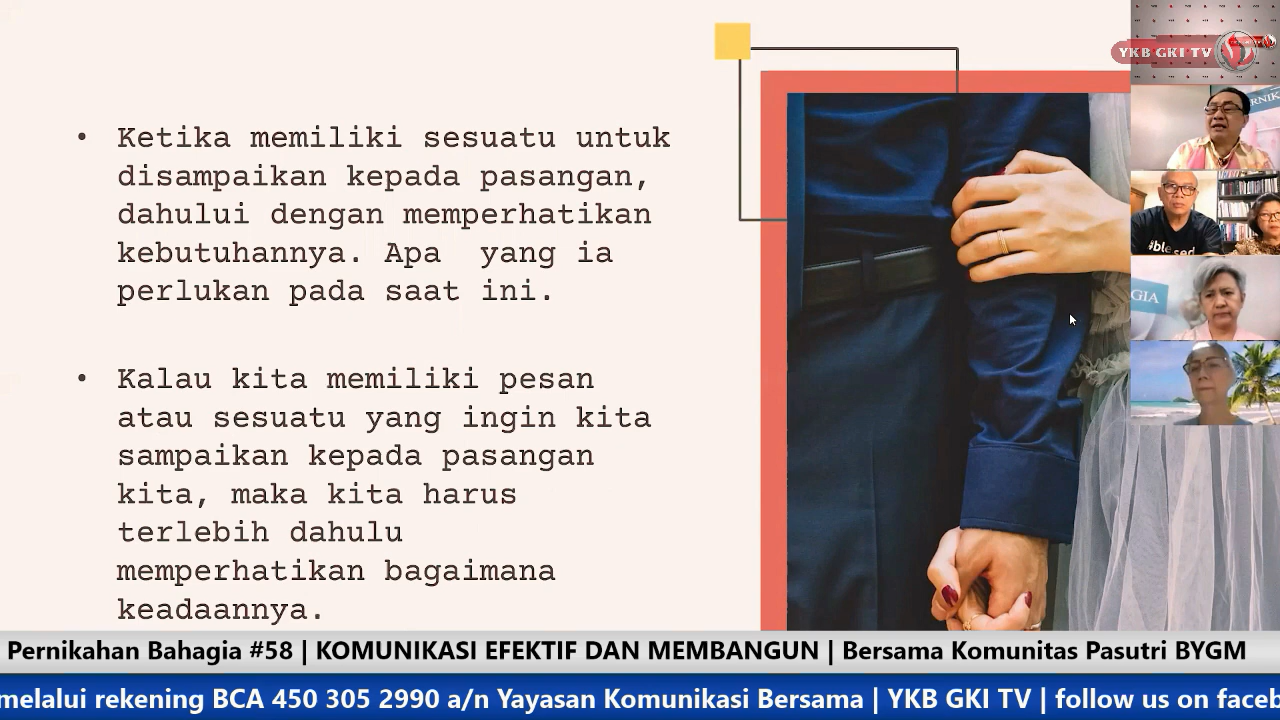 YKB GKI TV
• Ketika memiliki sesuatu untuk
disampaikan kepada pasangan,
dahului dengan memperhatikan
kebutuhannya. Apa yang ia
perlukan pada saat ini.
• Kalau kita memiliki pesan
atau sesuatu yang ingin kita
sampaikan kepada pasangan
kita, maka kita harus
terlebih dahulu
memperhatikan bagaimana
keadaannya.
GIA
Pernikahan Bahagia #58 | KOMUNIKASI EFEKTIF DAN MEMBANGUN | Bersama Komunitas Pasutri BYGM
melalui rekening BCA 450 305 2990 a/n Yayasan Komunikasi Bersama | YKB GKI TV | follow us on faceb